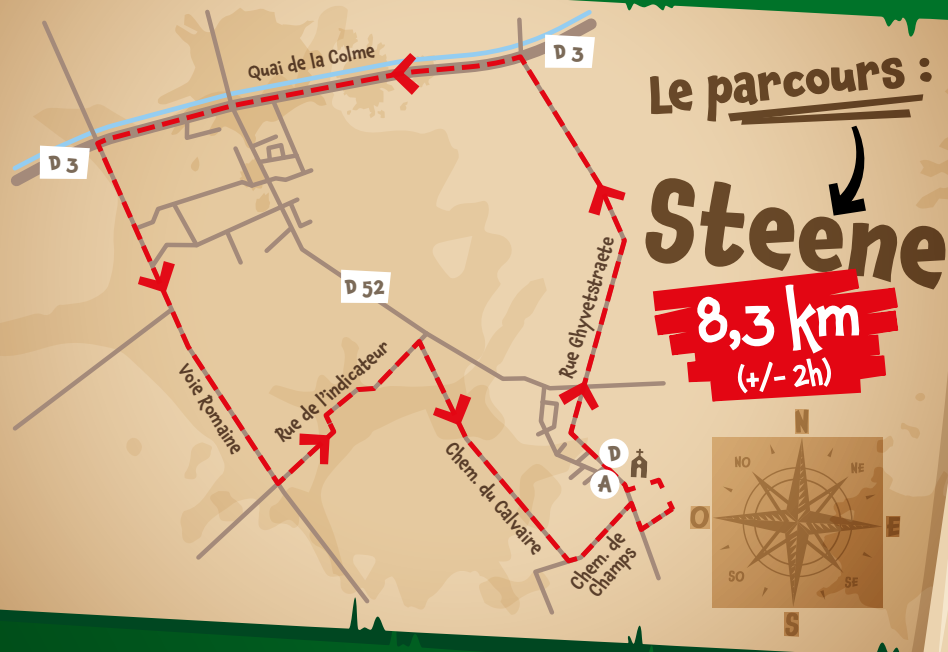 Le parcours :
Steene
8,3 km
(+/- 2h)
Quai de la Colme
D 3
D 3
D 52
Rue Ghyvetstraete
Voie Romaine
Rue de l'indicateur
Chem. du Calvaire
D
A
Chem. de
Champs
N
NO
NE
O
E
SO
SE
S